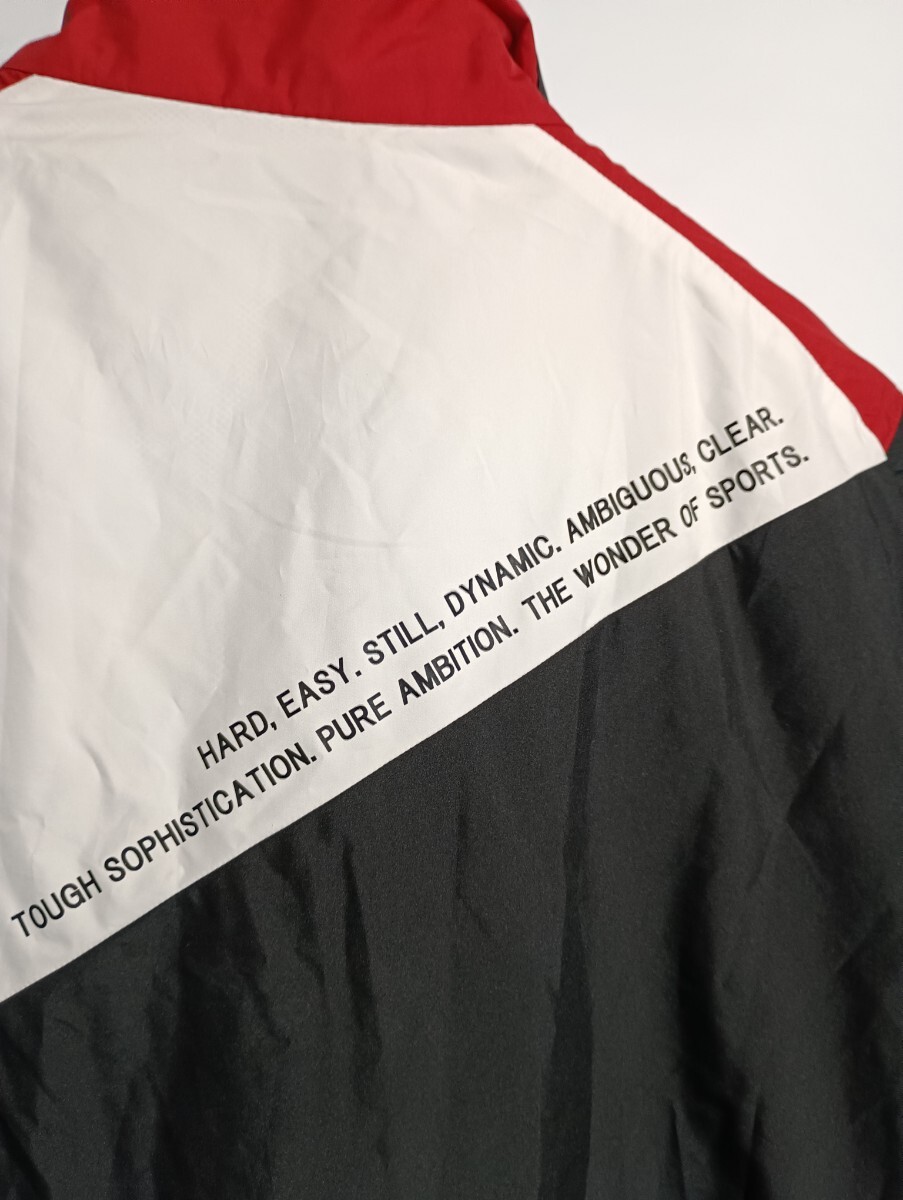 HARD, EASY. STILL, DYNAMIC. AMBIGUOUS, CLEAR.
TOUGH SOPHISTICATION. PURE AMBITION. THE WONDER OF SPORTS.